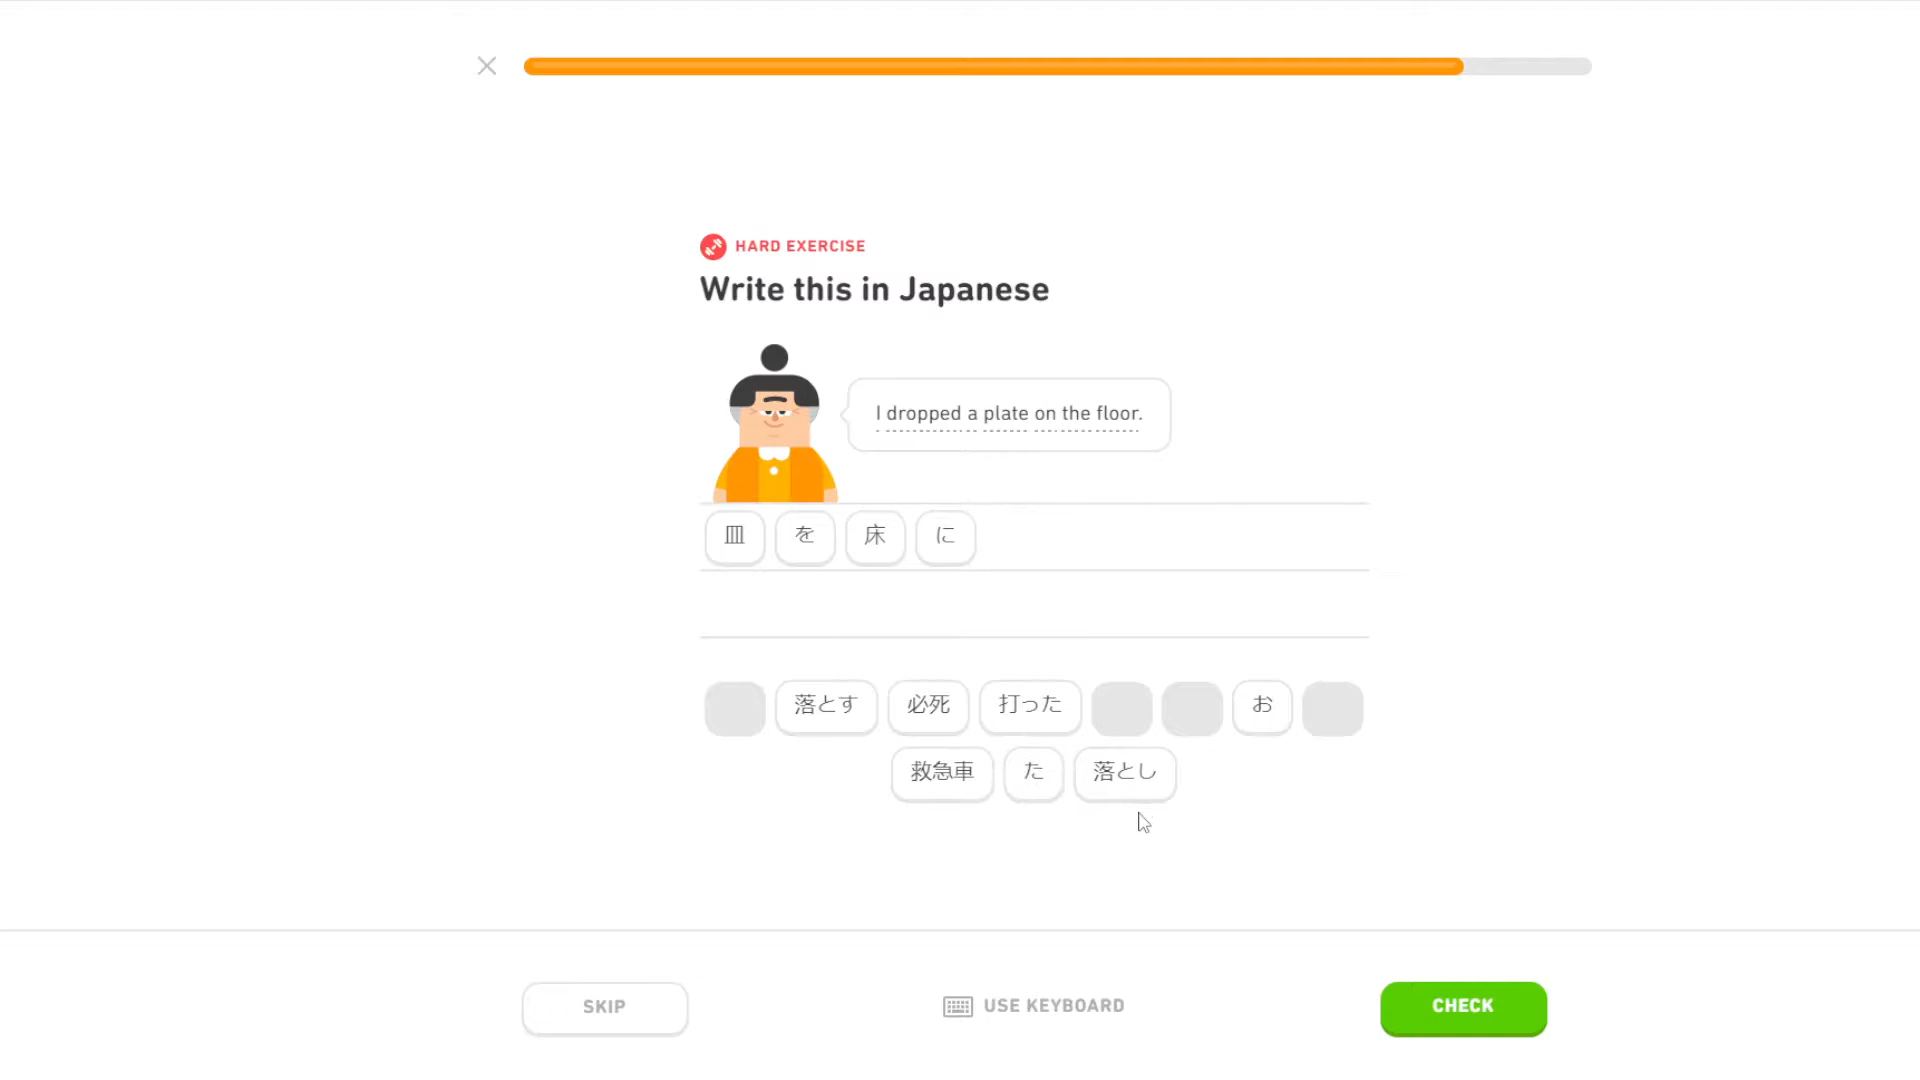 HARD EXERCISE
Write this in Japanese
I dropped a plate on the floor.
皿 を 床 に
落とす 必死 打った お
救急車 た 落とし
SKIP USE KEYBOARD CHECK